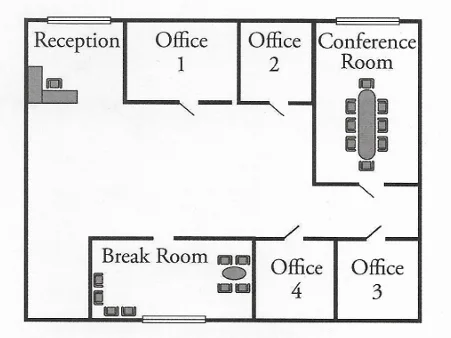 Reception
Office
1
Office
2
Conference
Room
Break Room
Office
4
Office
3